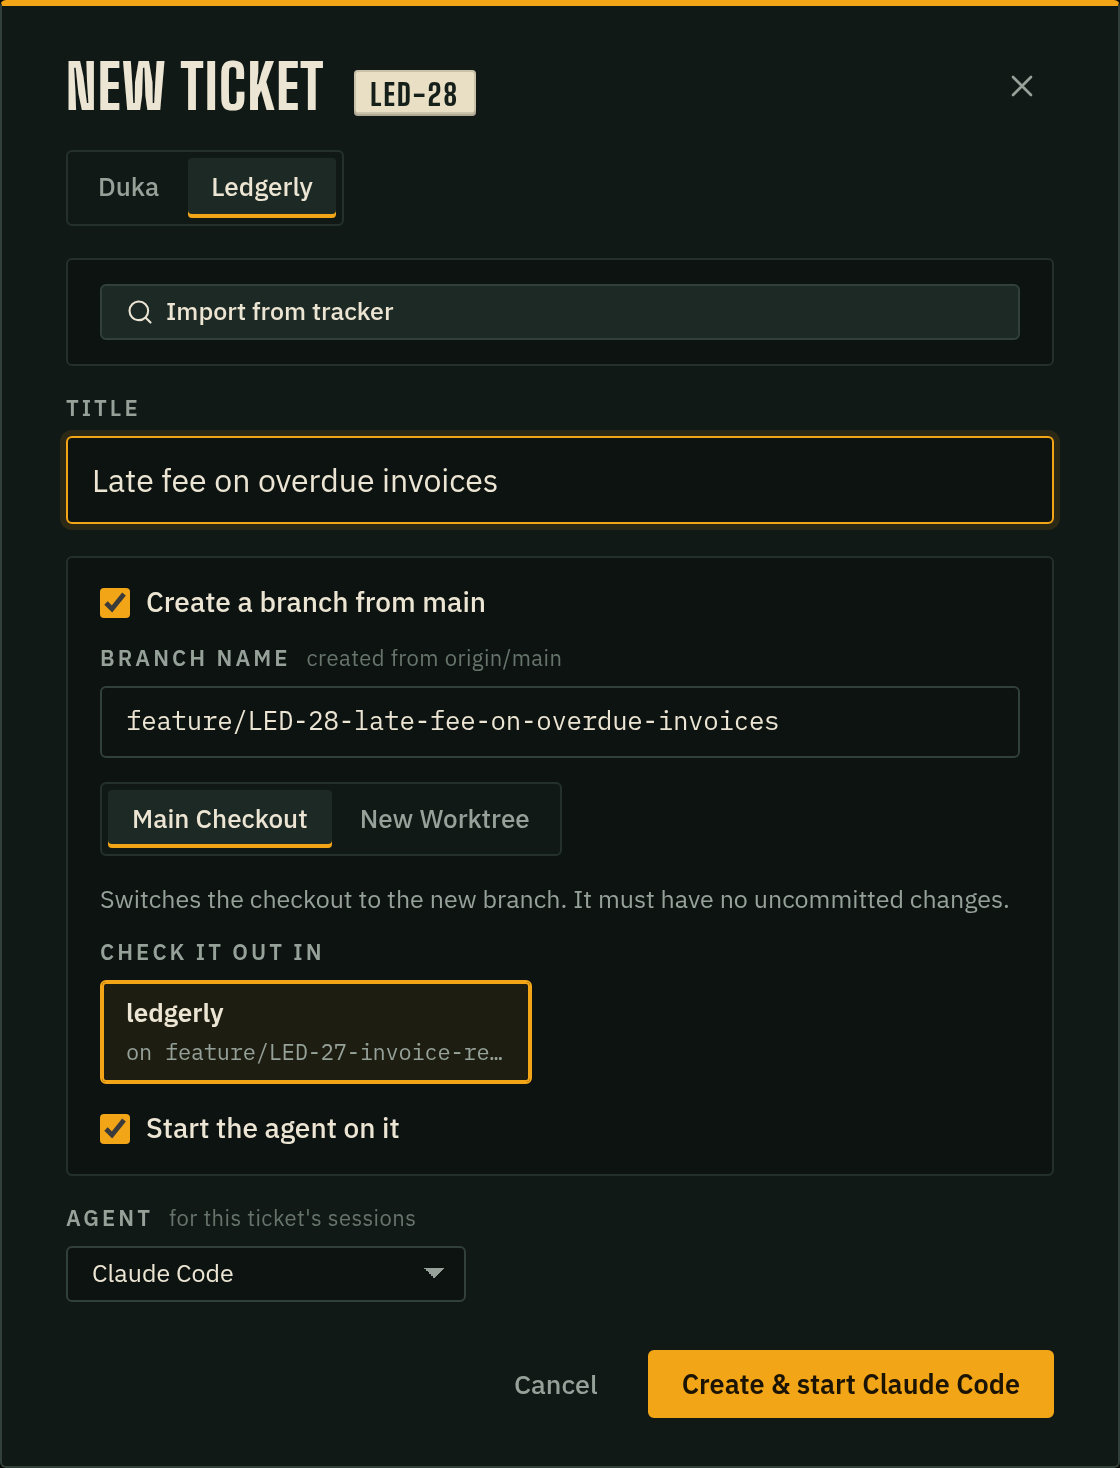 NEW TICKET LED-28
Duka Ledgerly
Import from tracker
TITLE
Late fee on overdue invoices
Create a branch from main
BRANCH NAME created from origin/main
feature/LED-28-late-fee-on-overdue-invoices
Main Checkout New Worktree
Switches the checkout to the new branch. It must have no uncommitted changes.
CHECK IT OUT IN
ledgerly
on feature/LED-27-invoice-re…
Start the agent on it
AGENT for this ticket's sessions
Claude Code
Cancel Create & start Claude Code